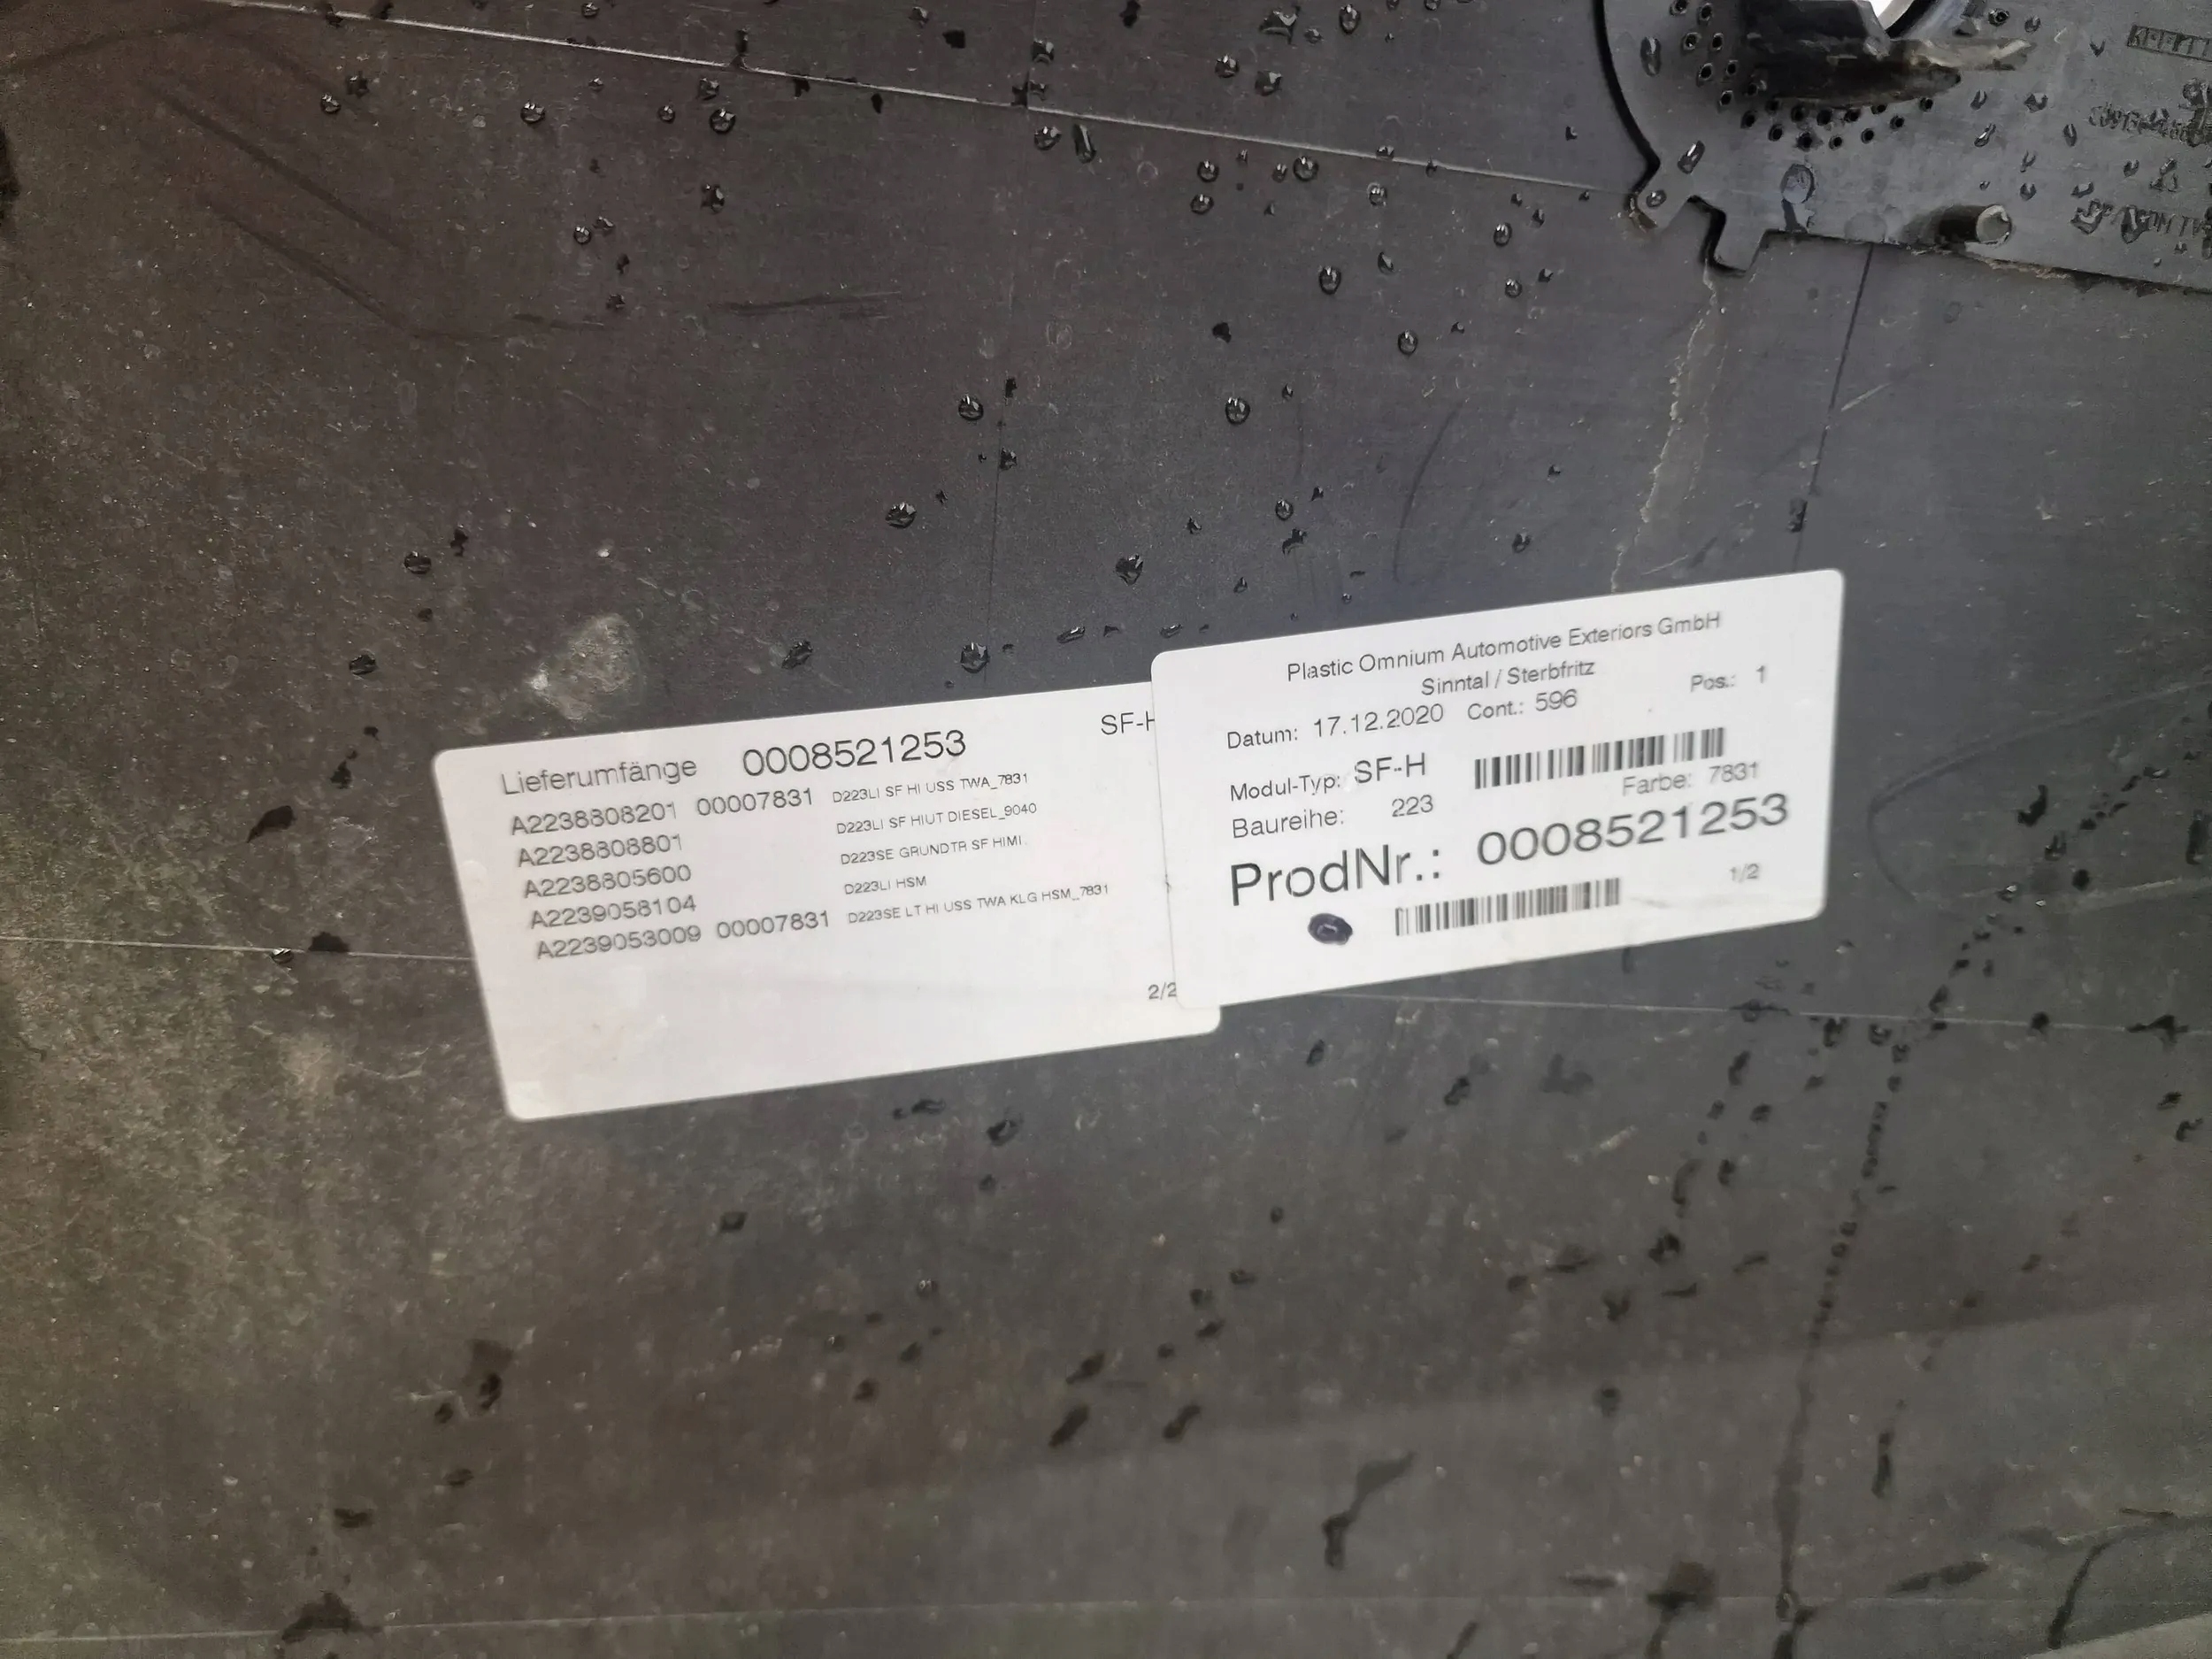 Lieferumfänge 0008521253 SF-H
A2238808201 00007831 D223LI SF HI USS TWA_7831
A2238808801 D223LI SF HIUT DIESEL_9040
A2238805600 D223SE GRUNDTR SF HIMI.
A2239058104 D223LI HSM
A2239053009 00007831 D223SE LT HI USS TWA KLG HSM_7831
2/2
Plastic Omnium Automotive Exteriors GmbH
Sinntal / Sterbfritz
Datum: 17.12.2020 Cont.: 596 Pos.: 1
Modul-Typ: SF-H
Farbe: 7831
Baureihe: 223
ProdNr.: 0008521253
1/2